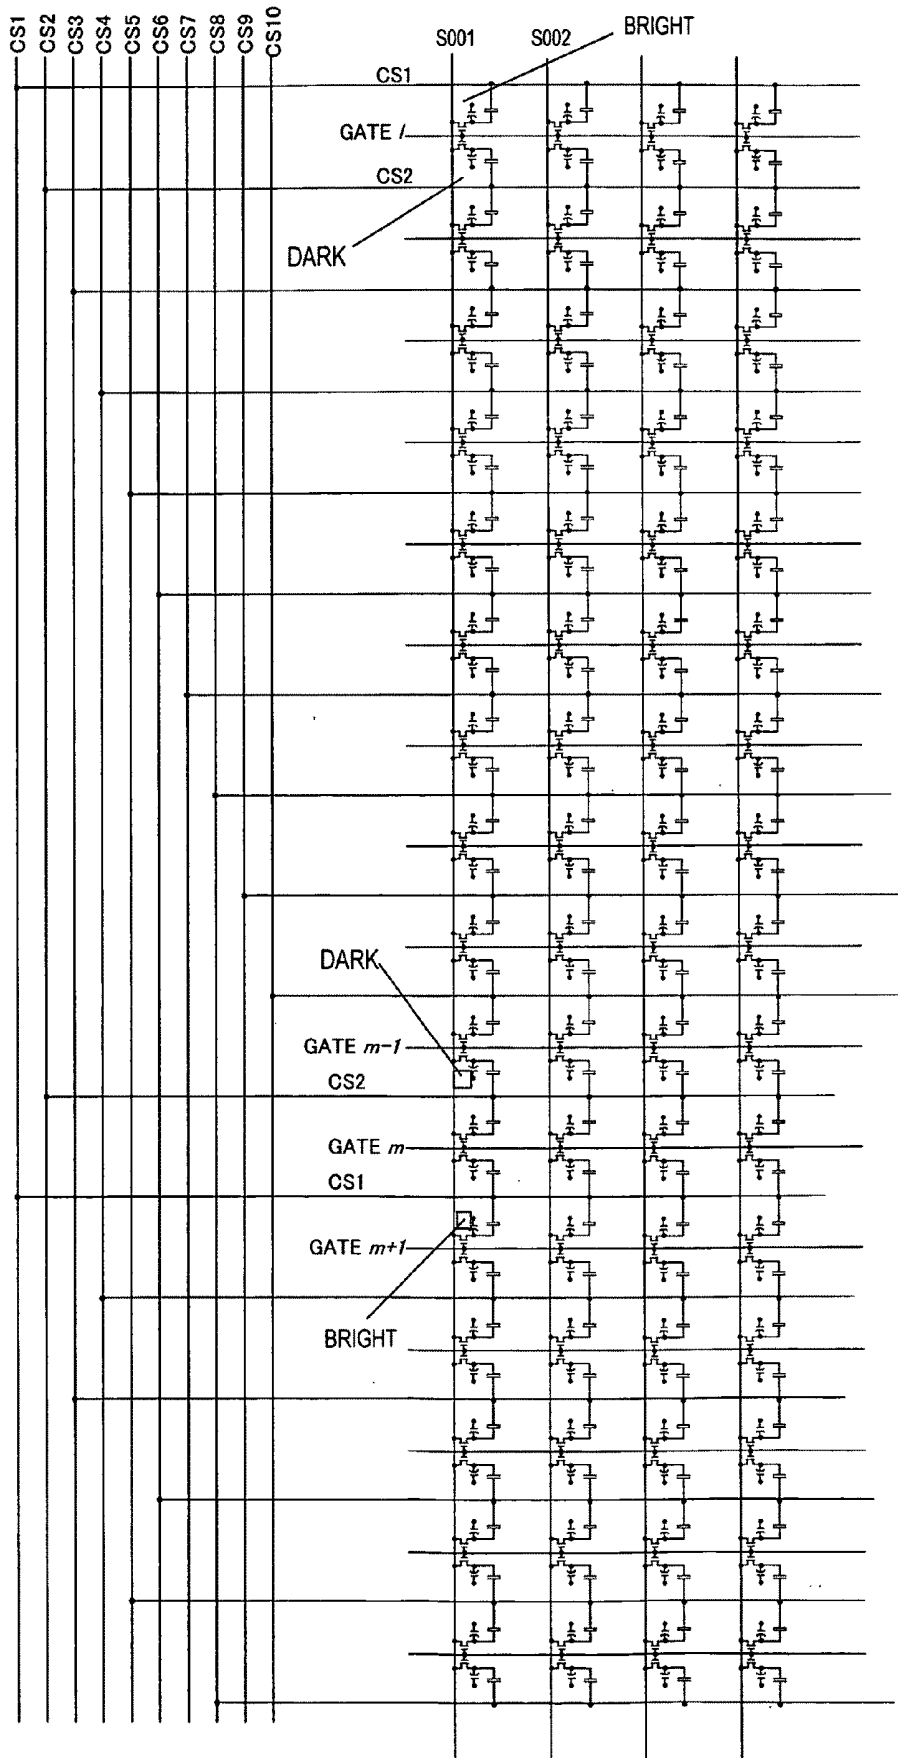 CS1
CS2
CS3
CS4
CS5
CS6
CS7
CS8
CS9
CS10
S001
S002
BRIGHT
CS1
GATE l
CS2
DARK
DARK
GATE m-1
CS2
GATE m
CS1
GATE m+1
BRIGHT